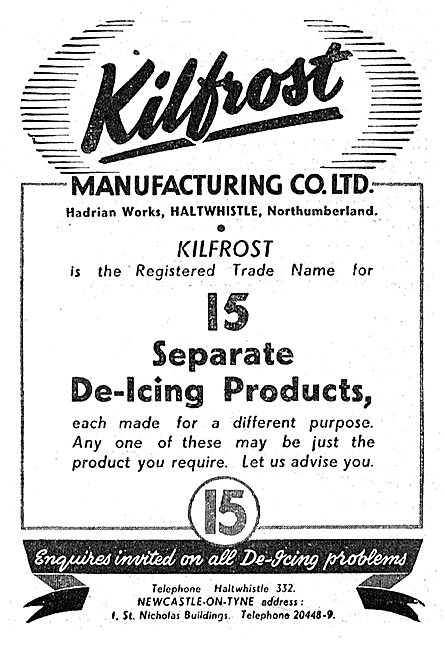 Kilfrost
MANUFACTURING CO. LTD.
Hadrian Works, HALTWHISTLE, Northumberland.
KILFROST
is the Registered Trade Name for
15
Separate
De-Icing Products,
each made for a different purpose.
Any one of these may be just the
product you require. Let us advise you.
15
Enquires invited on all De-Icing problems
Telephone Haltwhistle 332.
NEWCASTLE-ON-TYNE address :
1, St. Nicholas Buildings. Telephone 20448-9.